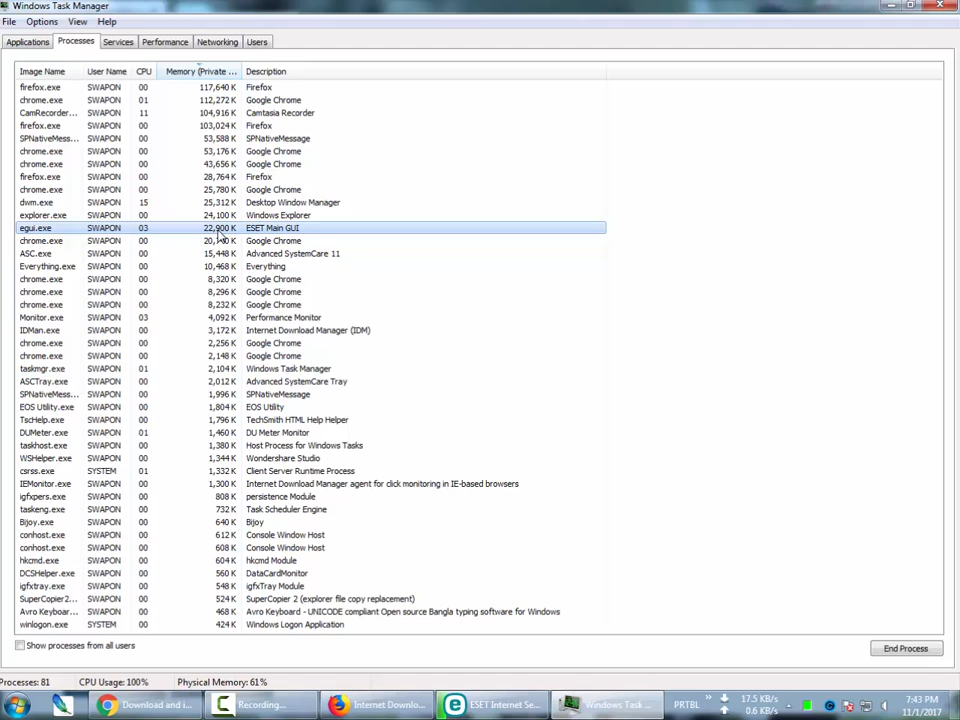 Windows Task Manager
File Options View Help
Applications Processes Services Performance Networking Users
Image Name User Name CPU Memory (Private ... Description
firefox.exe SWAPON 00 117,640 K Firefox
chrome.exe SWAPON 01 112,272 K Google Chrome
CamRecorder... SWAPON 11 104,916 K Camtasia Recorder
firefox.exe SWAPON 00 103,024 K Firefox
SPNativeMess... SWAPON 00 53,588 K SPNativeMessage
chrome.exe SWAPON 00 53,176 K Google Chrome
chrome.exe SWAPON 00 43,656 K Google Chrome
firefox.exe SWAPON 00 28,764 K Firefox
chrome.exe SWAPON 00 25,780 K Google Chrome
dwm.exe SWAPON 15 25,312 K Desktop Window Manager
explorer.exe SWAPON 00 24,100 K Windows Explorer
egui.exe SWAPON 03 22,900 K ESET Main GUI
chrome.exe SWAPON 00 K Google Chrome
ASC.exe SWAPON 00 15,448 K Advanced SystemCare 11
Everything.exe SWAPON 00 10,468 K Everything
chrome.exe SWAPON 00 8,320 K Google Chrome
chrome.exe SWAPON 00 8,296 K Google Chrome
chrome.exe SWAPON 00 8,232 K Google Chrome
Monitor.exe SWAPON 03 4,092 K Performance Monitor
IDMan.exe SWAPON 00 3,172 K Internet Download Manager (IDM)
chrome.exe SWAPON 00 2,256 K Google Chrome
chrome.exe SWAPON 00 2,148 K Google Chrome
taskmgr.exe SWAPON 01 2,104 K Windows Task Manager
ASCTray.exe SWAPON 00 2,012 K Advanced SystemCare Tray
SPNativeMess... SWAPON 00 1,996 K SPNativeMessage
EOS Utility.exe SWAPON 00 1,804 K EOS Utility
TscHelp.exe SWAPON 00 1,796 K TechSmith HTML Help Helper
DUMeter.exe SWAPON 01 1,460 K DU Meter Monitor
taskhost.exe SWAPON 00 1,380 K Host Process for Windows Tasks
WSHelper.exe SWAPON 00 1,344 K Wondershare Studio
csrss.exe SYSTEM 01 1,332 K Client Server Runtime Process
IEMonitor.exe SWAPON 00 1,300 K Internet Download Manager agent for click monitoring in IE-based browsers
igfxpers.exe SWAPON 00 808 K persistence Module
taskeng.exe SWAPON 00 732 K Task Scheduler Engine
Bijoy.exe SWAPON 00 640 K Bijoy
conhost.exe SWAPON 00 612 K Console Window Host
conhost.exe SWAPON 00 608 K Console Window Host
hkcmd.exe SWAPON 00 604 K hkcmd Module
DCSHelper.exe SWAPON 00 560 K DataCardMonitor
igfxtray.exe SWAPON 00 548 K igfxTray Module
SuperCopier2... SWAPON 00 524 K SuperCopier 2 (explorer file copy replacement)
Avro Keyboar... SWAPON 00 468 K Avro Keyboard - UNICODE compliant Open source Bangla typing software for Windows
winlogon.exe SYSTEM 00 424 K Windows Logon Application
Show processes from all users End Process
Processes: 81 CPU Usage: 100% Physical Memory: 61%
Download and i... Recording... Internet Downlo... ESET Internet Se... Windows Task ... PRTBL » 17.5 KB/s 0.6 KB/s 7:43 PM
11/1/2017